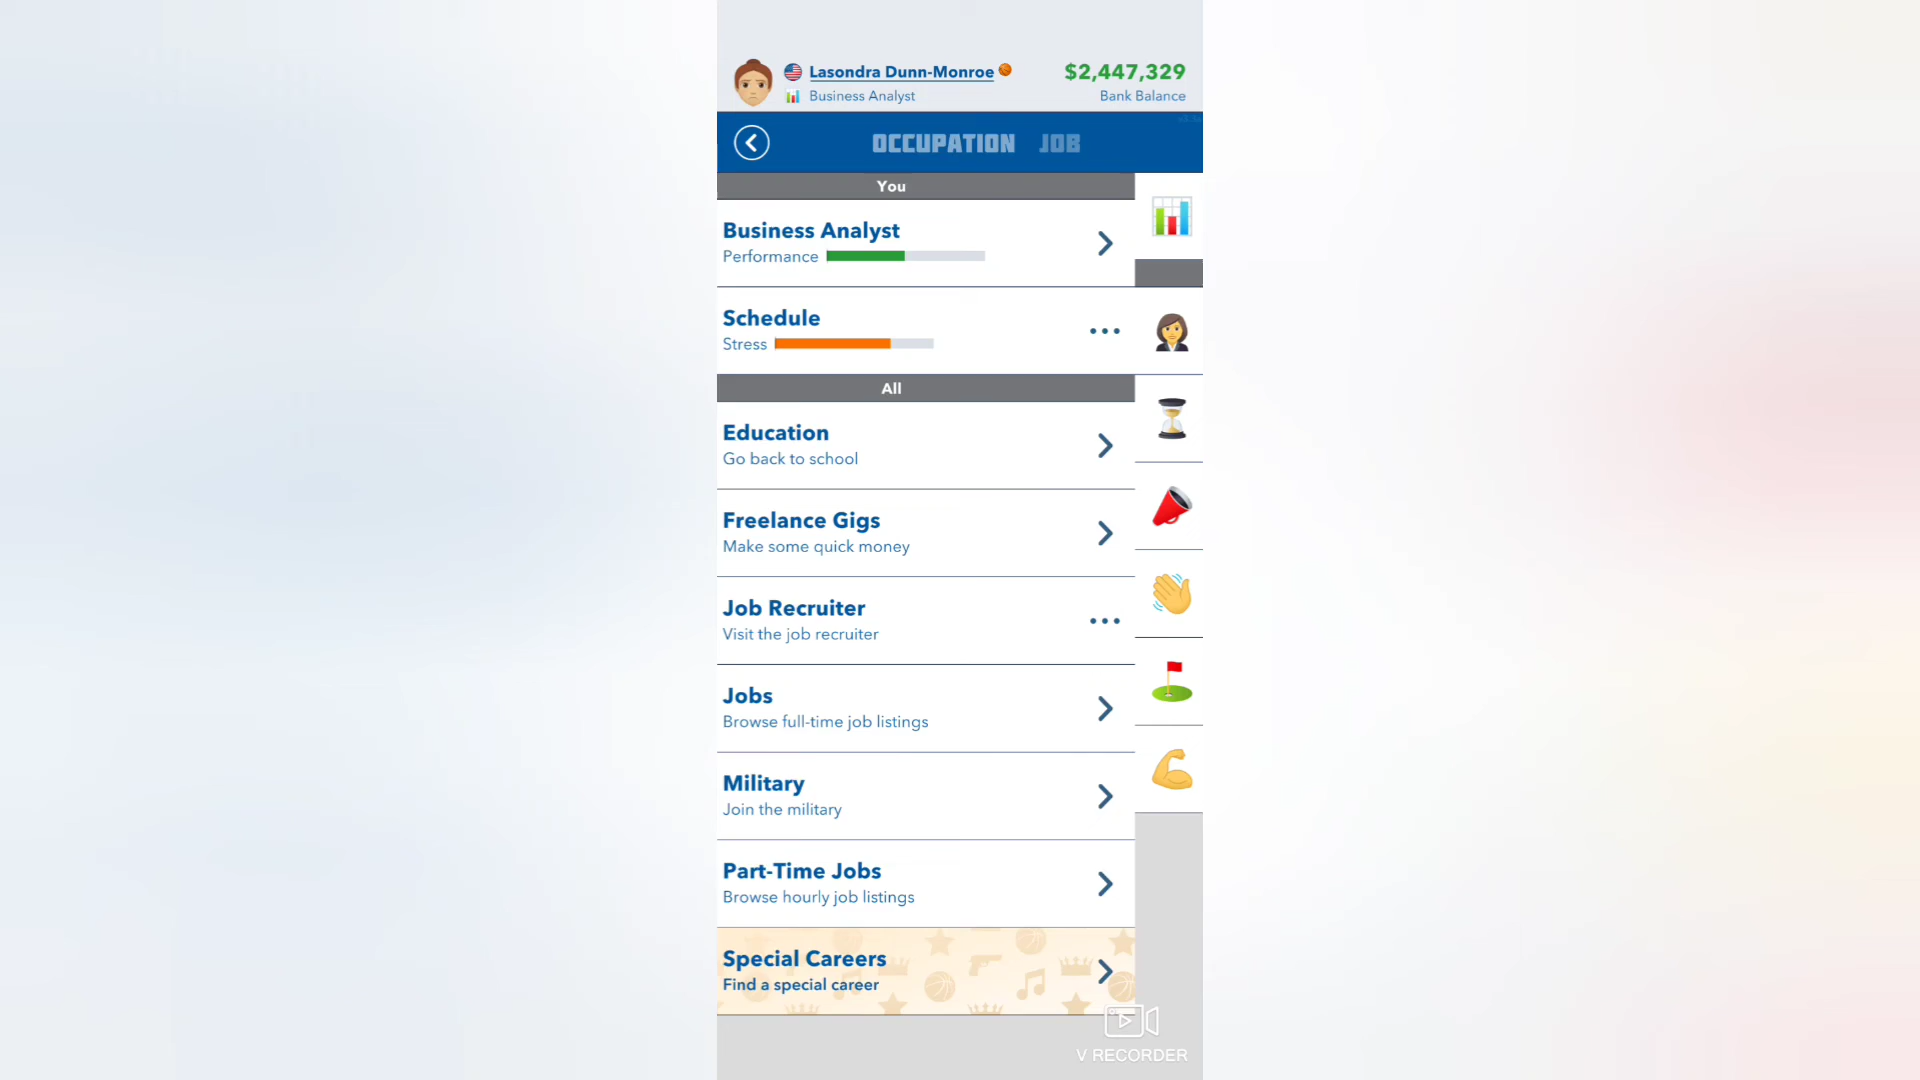 Lasondra Dunn-Monroe
$2,447,329
Business Analyst
Bank Balance
OCCUPATION JOB
You
Business Analyst
Performance
Schedule
Stress
All
Education
Go back to school
Freelance Gigs
Make some quick money
Job Recruiter
Visit the job recruiter
Jobs
Browse full-time job listings
Military
Join the military
Part-Time Jobs
Browse hourly job listings
Special Careers
Find a special career
V RECORDER